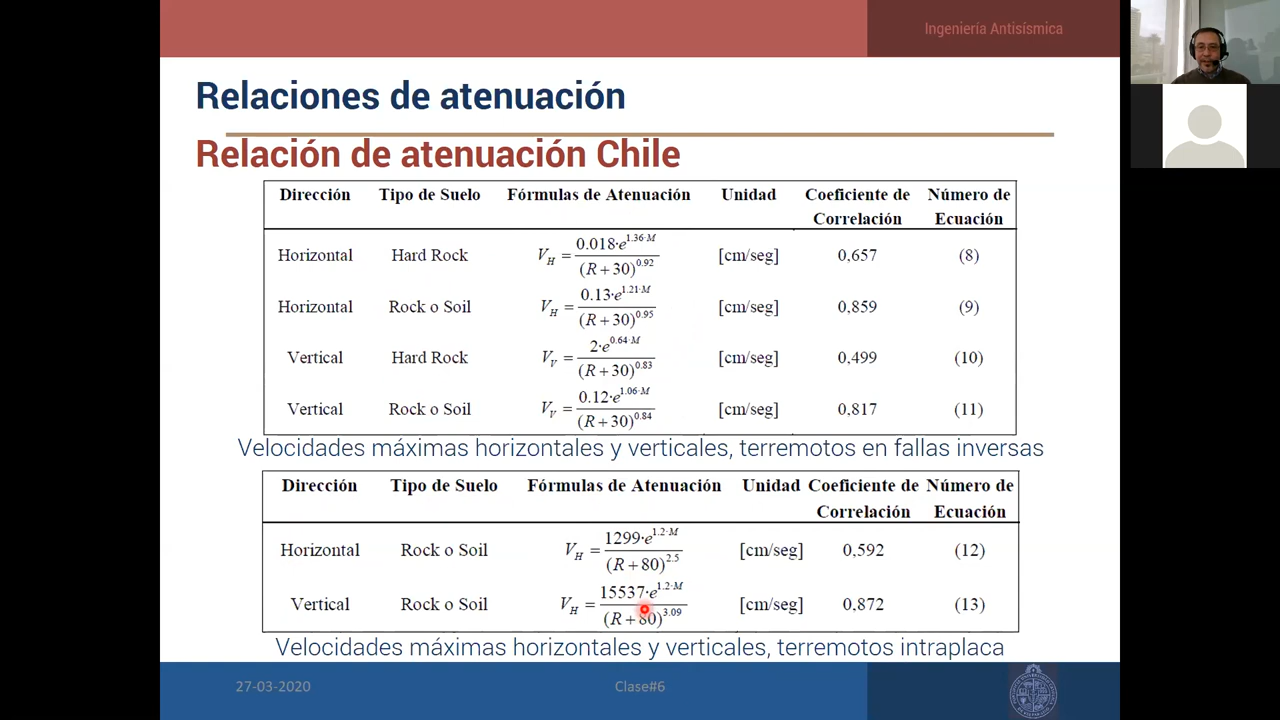 Ingeniería Antisísmica
Relaciones de atenuación
Relación de atenuación Chile
Dirección Tipo de Suelo Fórmulas de Atenuación Unidad Coeficiente de Correlación Número de Ecuación
Horizontal Hard Rock V_H = 0.018·e^{1.36·M} / (R+30)^{0.92} [cm/seg] 0,657 (8)
Horizontal Rock o Soil V_H = 0.13·e^{1.21·M} / (R+30)^{0.95} [cm/seg] 0,859 (9)
Vertical Hard Rock V_V = 2·e^{0.64·M} / (R+30)^{0.83} [cm/seg] 0,499 (10)
Vertical Rock o Soil V_V = 0.12·e^{1.06·M} / (R+30)^{0.84} [cm/seg] 0,817 (11)
Velocidades máximas horizontales y verticales, terremotos en fallas inversas
Dirección Tipo de Suelo Fórmulas de Atenuación Unidad Coeficiente de Correlación Número de Ecuación
Horizontal Rock o Soil V_H = 1299·e^{1.2·M} / (R+80)^{2.5} [cm/seg] 0,592 (12)
Vertical Rock o Soil V_H = 15537·e^{1.2·M} / (R+80)^{3.09} [cm/seg] 0,872 (13)
Velocidades máximas horizontales y verticales, terremotos intraplaca
27-03-2020 Clase#6